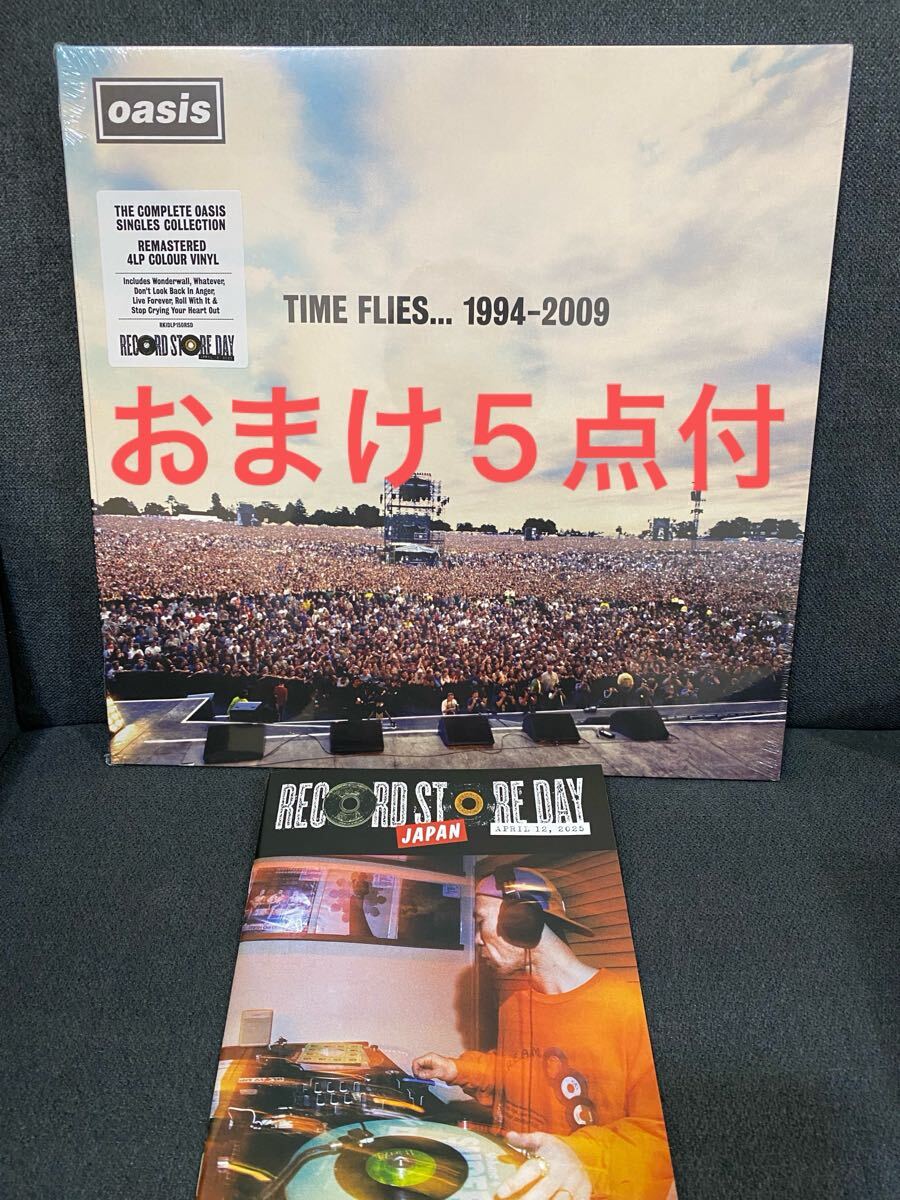 oasis
THE COMPLETE OASIS
SINGLES COLLECTION
REMASTERED
4LP COLOUR VINYL
Includes Wonderwall, Whatever,
Don't Look Back In Anger,
Live Forever, Roll With It &
Stop Crying Your Heart Out
RKIDLP150RSD
RECORD STORE DAY
TIME FLIES... 1994-2009
おまけ5点付
RECORD STORE DAY
JAPAN
APRIL 12, 2025